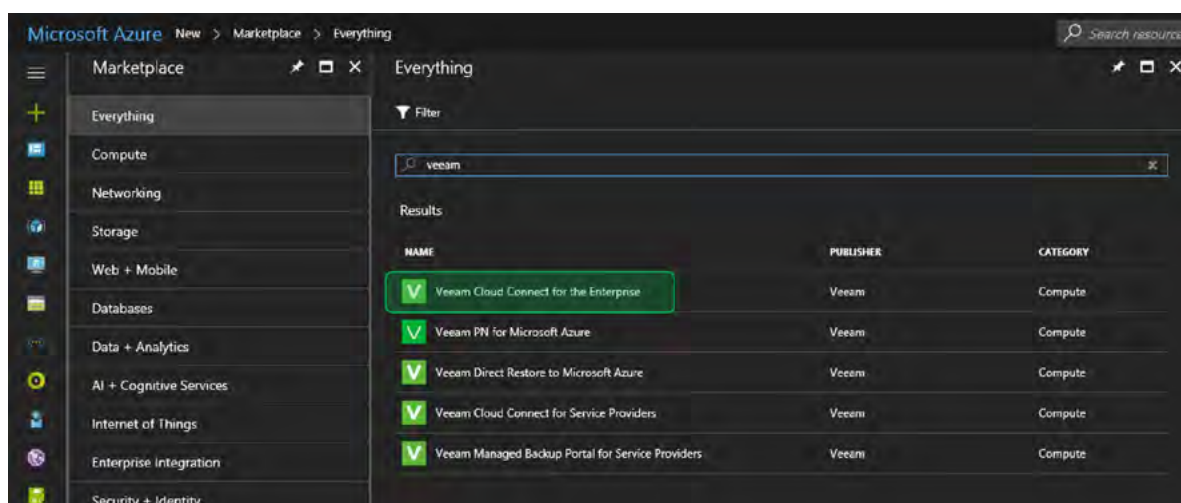 Microsoft Azure New > Marketplace > Everything
Search resource
Marketplace
Everything
Compute
Networking
Storage
Web + Mobile
Databases
Data + Analytics
AI + Cognitive Services
Internet of Things
Enterprise Integration
Security + Identity
Everything
Filter
veeam
Results
NAME PUBLISHER CATEGORY
Veeam Cloud Connect for the Enterprise Veeam Compute
Veeam PN for Microsoft Azure Veeam Compute
Veeam Direct Restore to Microsoft Azure Veeam Compute
Veeam Cloud Connect for Service Providers Veeam Compute
Veeam Managed Backup Portal for Service Providers Veeam Compute